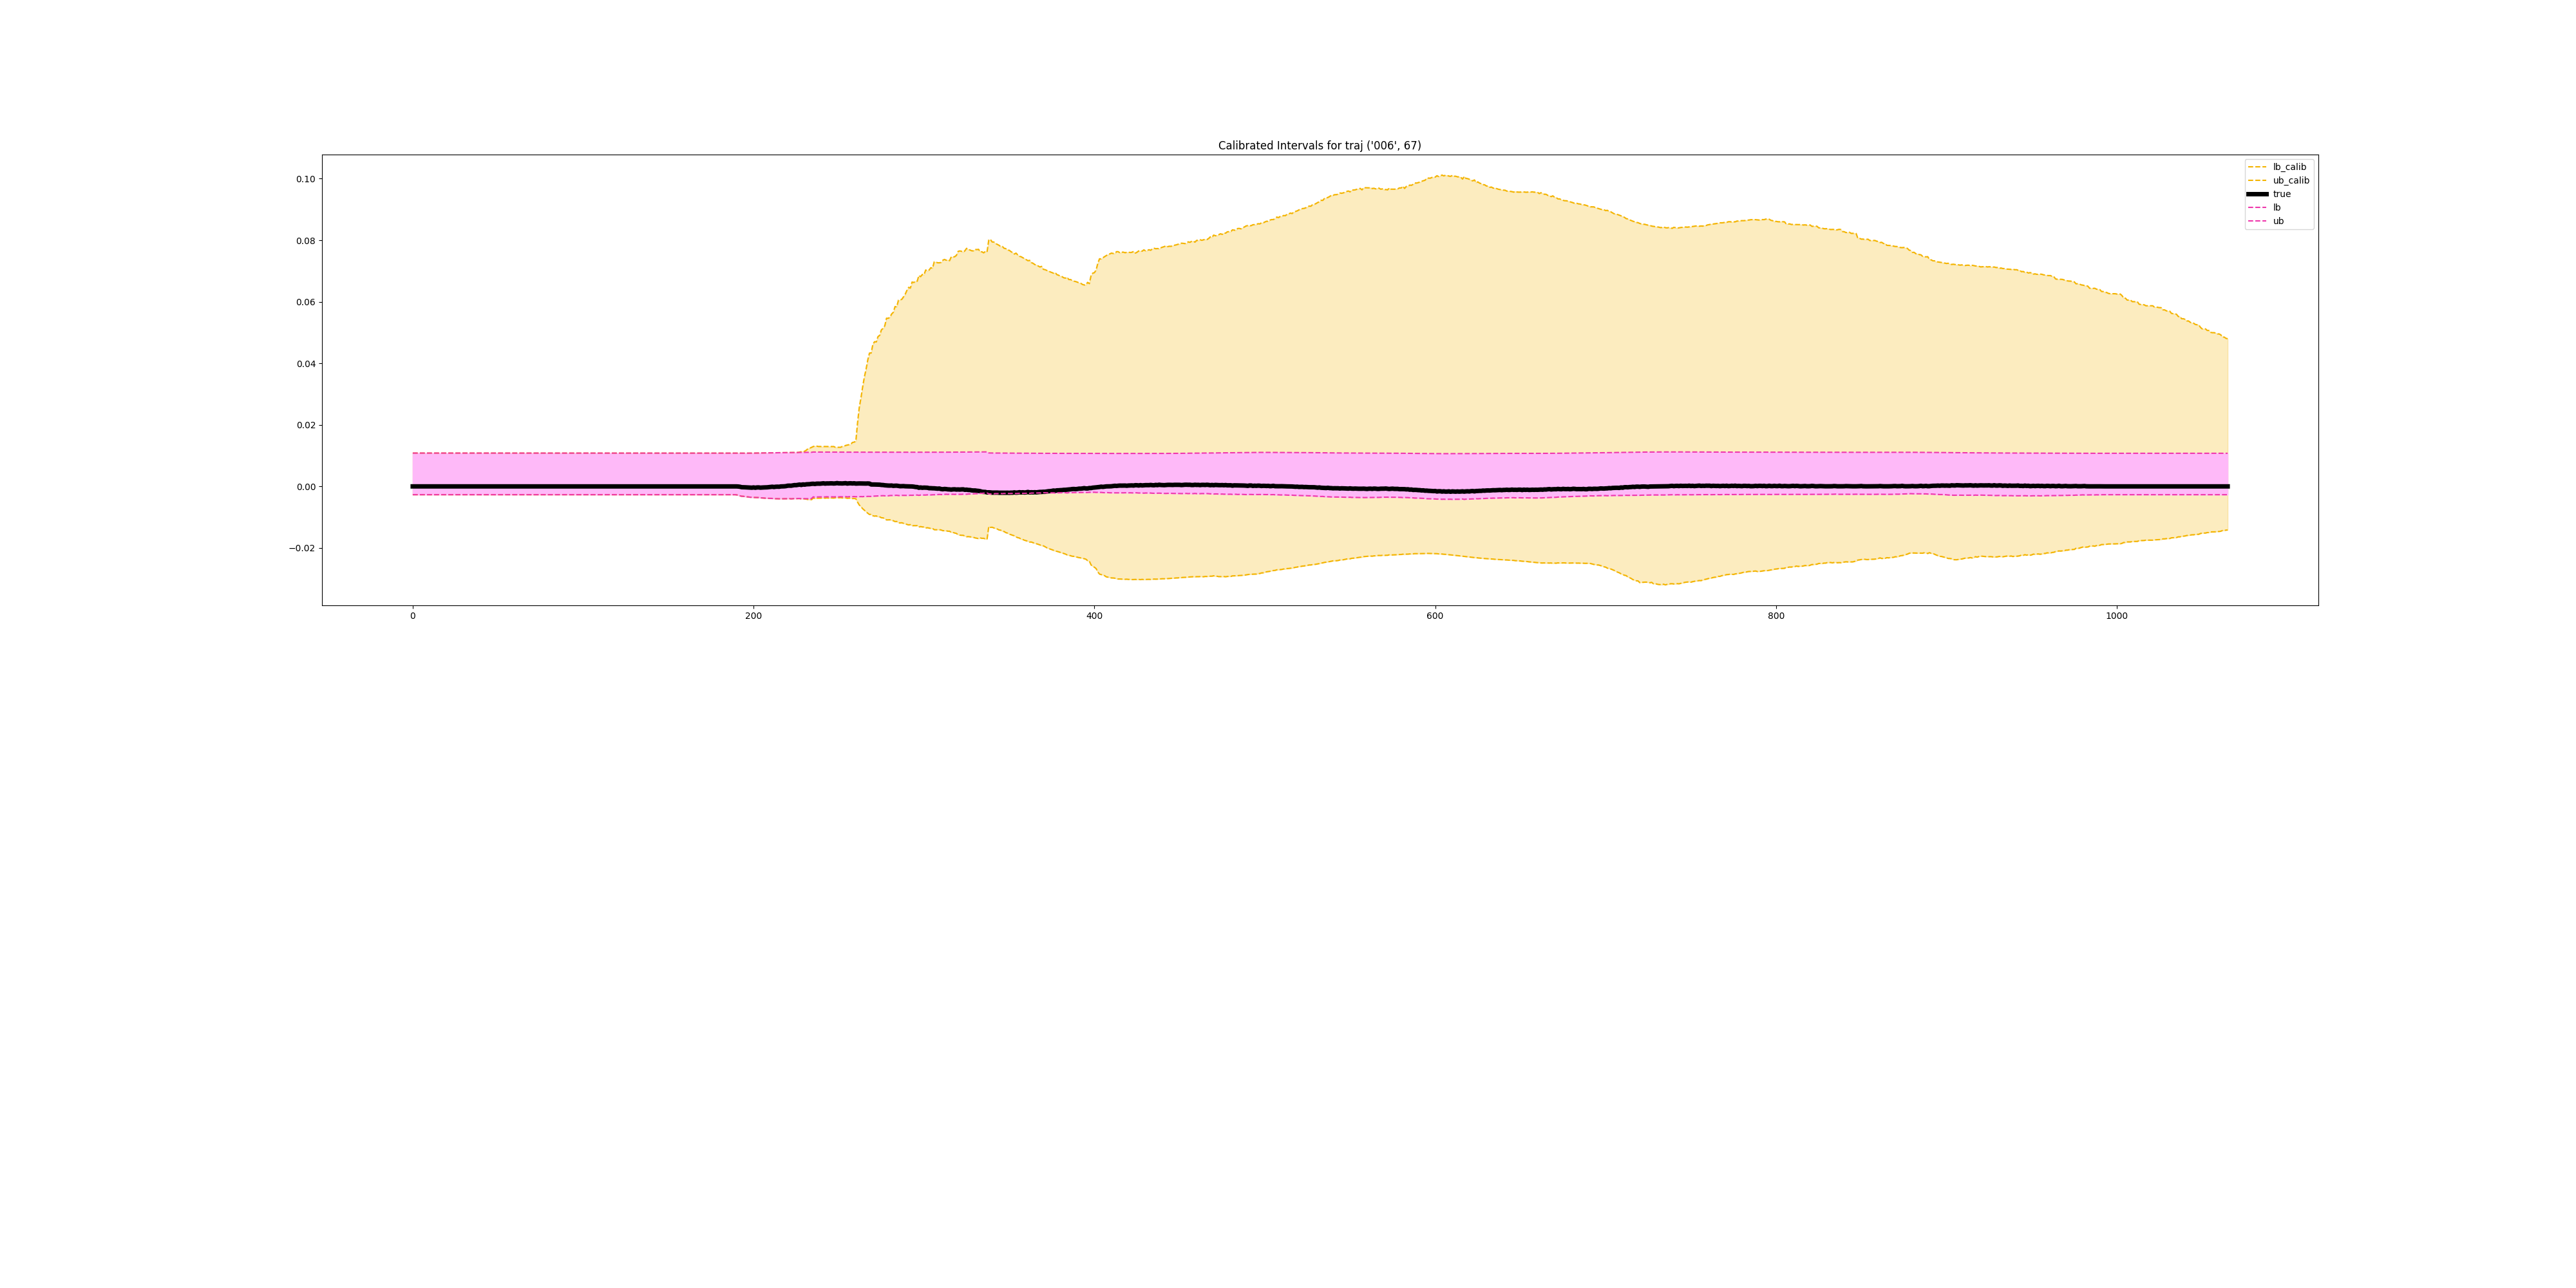 Calibrated Intervals for traj ('006', 67)
0.10
0.08
0.06
0.04
0.02
0.00
−0.02
0 200 400 600 800 1000
lb_calib
ub_calib
true
lb
ub